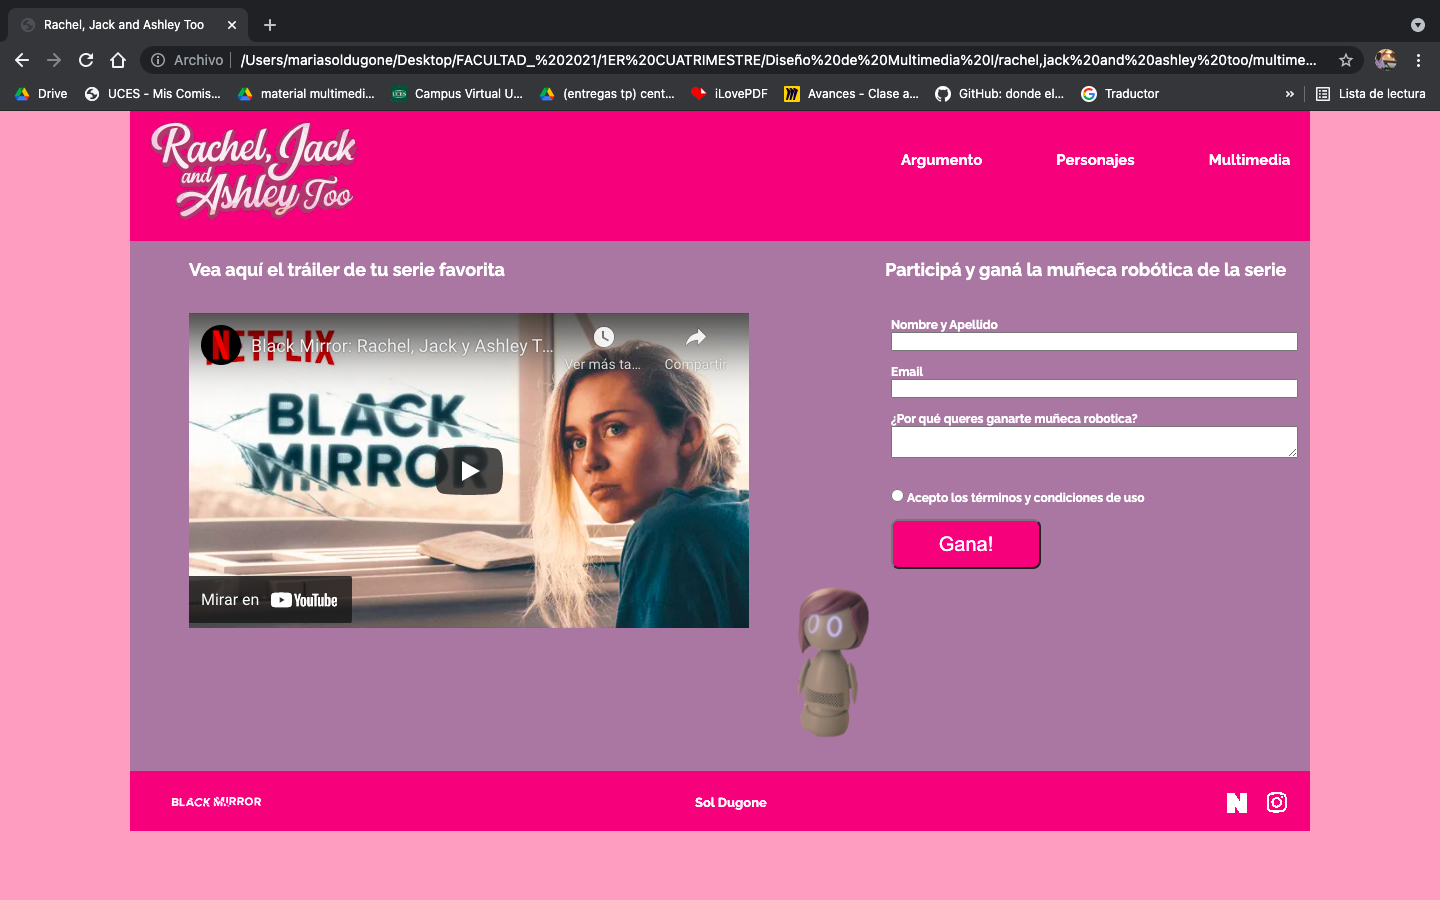 Rachel, Jack and Ashley Too
Archivo
/Users/mariasoldugone/Desktop/FACULTAD_%202021/1ER%20CUATRIMESTRE/Diseño%20de%20Multimedia%20I/rachel,jack%20and%20ashley%20too/multime...
Drive
UCES - Mis Comis...
material multimedi...
Campus Virtual U...
(entregas tp) cent...
iLovePDF
Avances - Clase a...
GitHub: donde el...
Traductor
»
Lista de lectura
Rachel, Jack
and
Ashley Too
Argumento
Personajes
Multimedia
Vea aquí el tráiler de tu serie favorita
Participá y ganá la muñeca robótica de la serie
NETFLIX
Black Mirror: Rachel, Jack y Ashley T...
Ver más ta...
Compartir
BLACK
MIRROR
Mirar en YouTube
Nombre y Apellido
Email
¿Por qué queres ganarte muñeca robotica?
Acepto los términos y condiciones de uso
Gana!
BLACK MIRROR
Sol Dugone
N